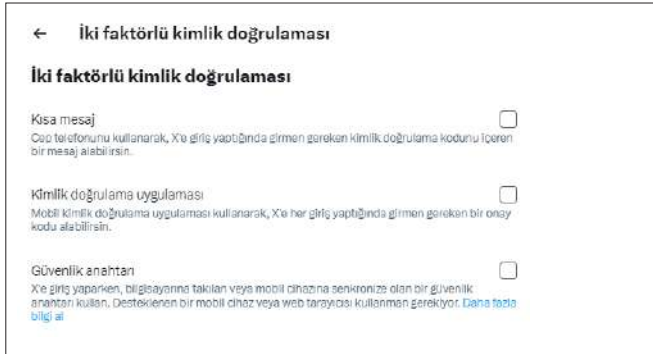 ← İki faktörlü kimlik doğrulaması
İki faktörlü kimlik doğrulaması
Kısa mesaj
Cep telefonunu kullanarak, X'e giriş yaptığında girmen gereken kimlik doğrulama kodunu içeren
bir mesaj alabilirsin.
Kimlik doğrulama uygulaması
Mobil kimlik doğrulama uygulaması kullanarak, X'e her giriş yaptığında girmen gereken bir onay
kodu alabilirsin.
Güvenlik anahtarı
X'e giriş yaparken, bilgisayarına takılan veya mobil cihazına senkronize olan bir güvenlik
anahtarı kullan. Desteklenen bir mobil cihaz veya web tarayıcısı kullanman gerekiyor. Daha fazla
bilgi al